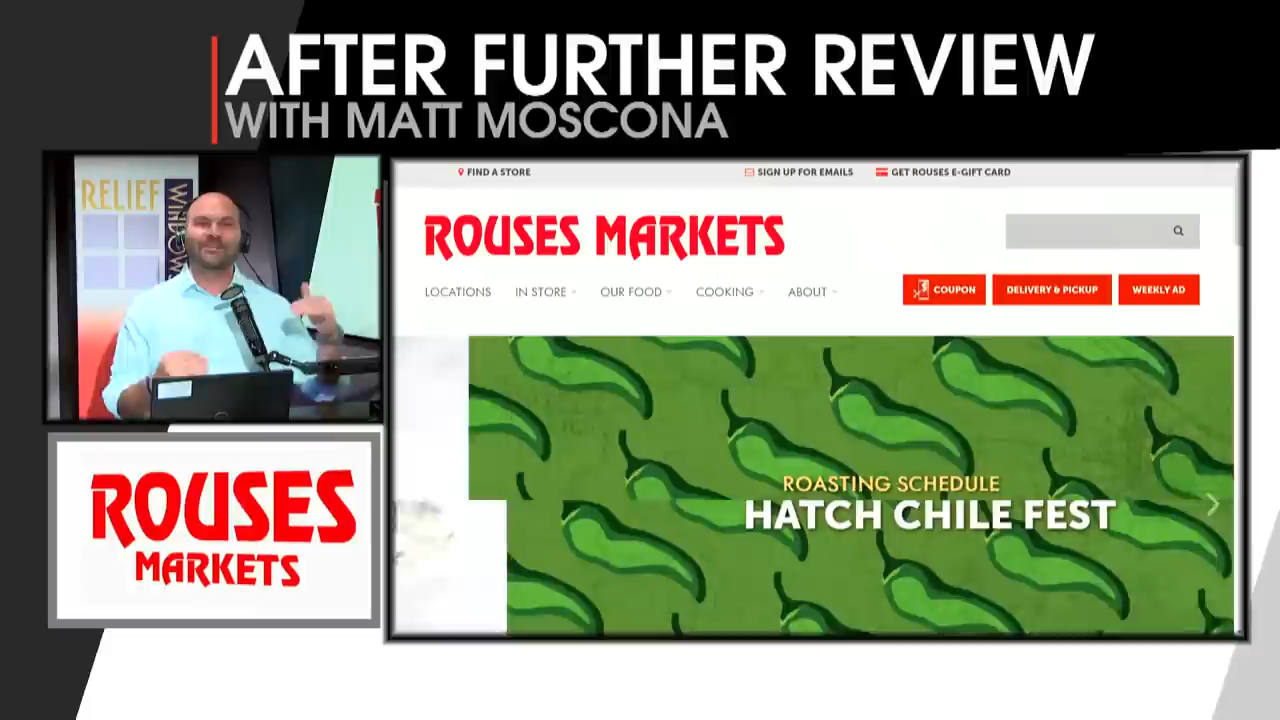 AFTER FURTHER REVIEW
WITH MATT MOSCONA
RELIEF
WINDOWS
FIND A STORE
SIGN UP FOR EMAILS
GET ROUSES E-GIFT CARD
ROUSES MARKETS
LOCATIONS
IN STORE
OUR FOOD
COOKING
ABOUT
COUPON
DELIVERY & PICKUP
WEEKLY AD
ROASTING SCHEDULE
HATCH CHILE FEST
ROUSES
MARKETS